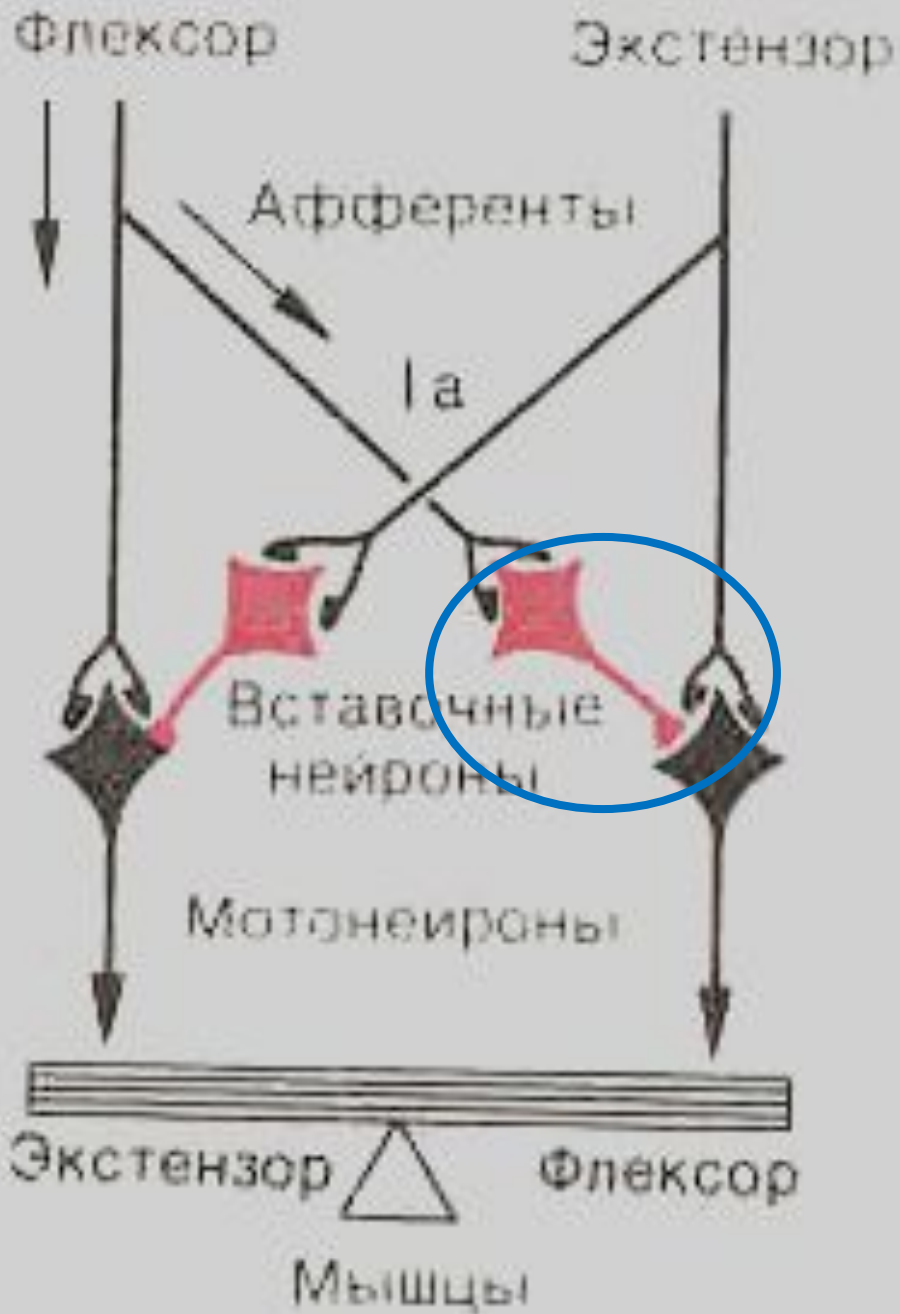 Флексор Экстензор
Афференты
Ia
Вставочные
нейроны
Мотонейроны
Экстензор Флексор
Мышцы